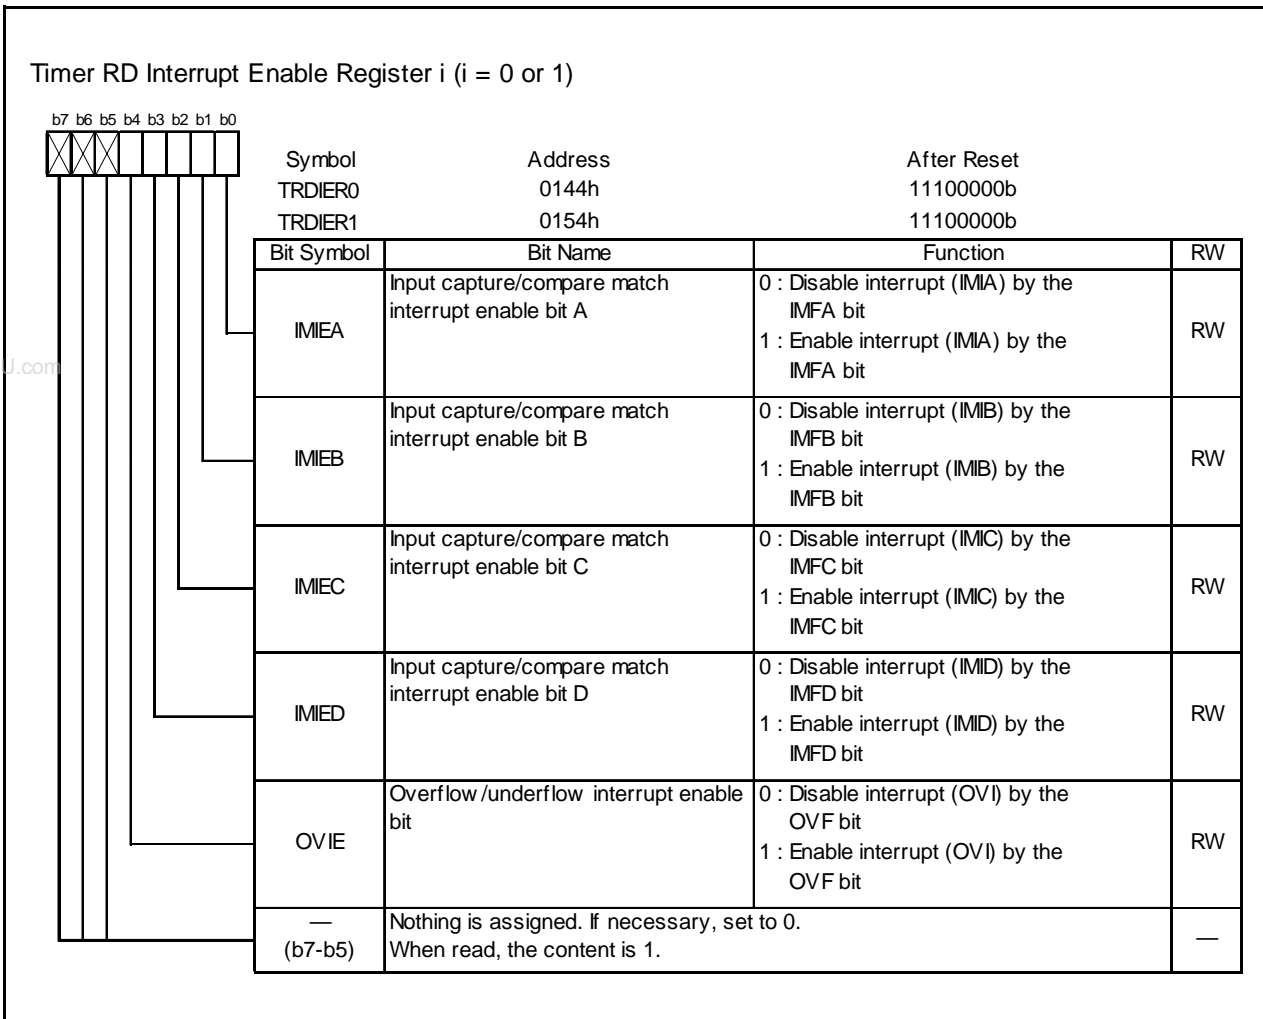 Timer RD Interrupt Enable Register i (i = 0 or 1)
b7 b6 b5 b4 b3 b2 b1 b0
Symbol Address After Reset
TRDIER0 0144h 11100000b
TRDIER1 0154h 11100000b
Bit Symbol Bit Name Function RW
IMIEA Input capture/compare match
interrupt enable bit A
0 : Disable interrupt (IMIA) by the
IMFA bit
1 : Enable interrupt (IMIA) by the
IMFA bit
RW
U.com
IMIEB Input capture/compare match
interrupt enable bit B
0 : Disable interrupt (IMIB) by the
IMFB bit
1 : Enable interrupt (IMIB) by the
IMFB bit
RW
IMIEC Input capture/compare match
interrupt enable bit C
0 : Disable interrupt (IMIC) by the
IMFC bit
1 : Enable interrupt (IMIC) by the
IMFC bit
RW
IMIED Input capture/compare match
interrupt enable bit D
0 : Disable interrupt (IMID) by the
IMFD bit
1 : Enable interrupt (IMID) by the
IMFD bit
RW
OVIE Overflow/underflow interrupt enable
bit
0 : Disable interrupt (OVI) by the
OVF bit
1 : Enable interrupt (OVI) by the
OVF bit
RW
—
(b7-b5)
Nothing is assigned. If necessary, set to 0.
When read, the content is 1.
—